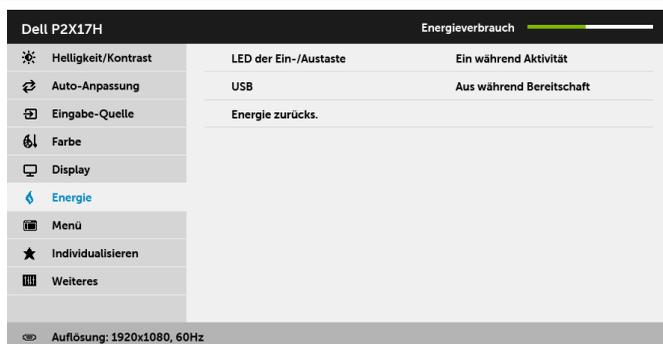 Dell P2X17H Energieverbrauch
Helligkeit/Kontrast LED der Ein-/Austaste Ein während Aktivität
Auto-Anpassung USB Aus während Bereitschaft
Eingabe-Quelle Energie zurücks.
Farbe
Display
Energie
Menü
Individualisieren
Weiteres
Auflösung: 1920x1080, 60Hz